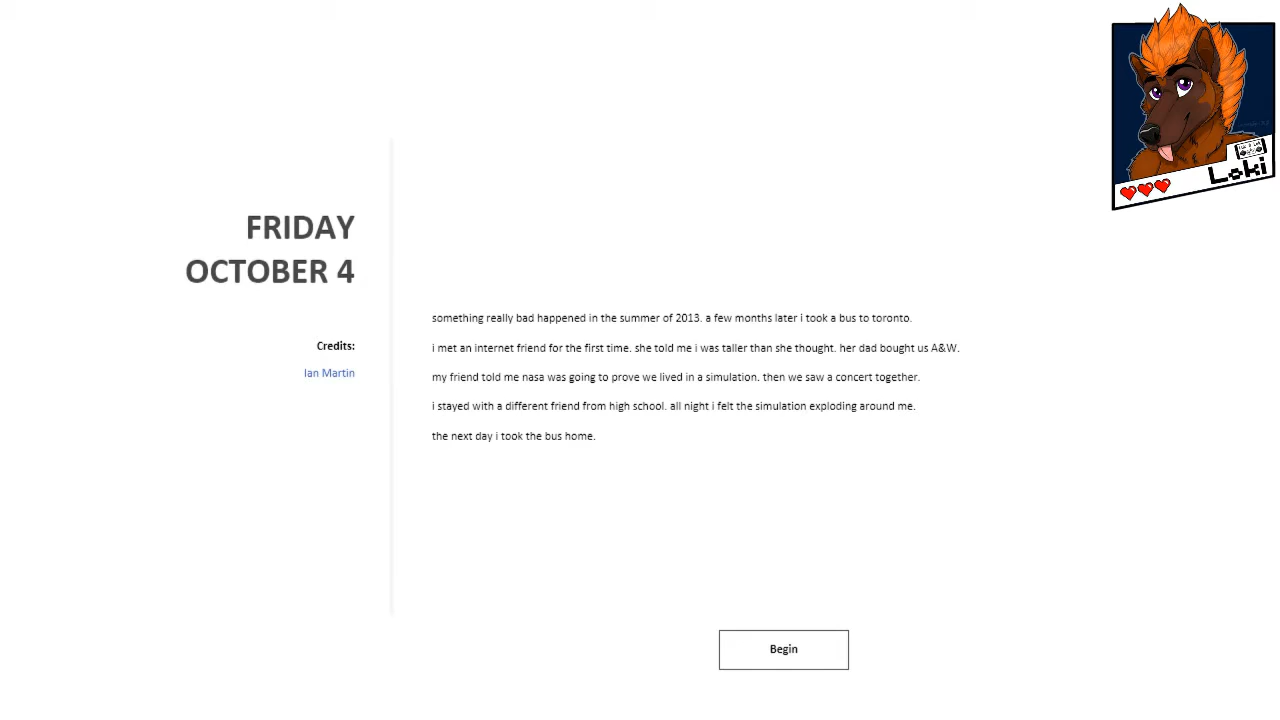 FRIDAY
OCTOBER 4
Credits:
Ian Martin
something really bad happened in the summer of 2013. a few months later i took a bus to toronto.
i met an internet friend for the first time. she told me i was taller than she thought. her dad bought us A&W.
my friend told me nasa was going to prove we lived in a simulation. then we saw a concert together.
i stayed with a different friend from high school. all night i felt the simulation exploding around me.
the next day i took the bus home.
Begin
Loki